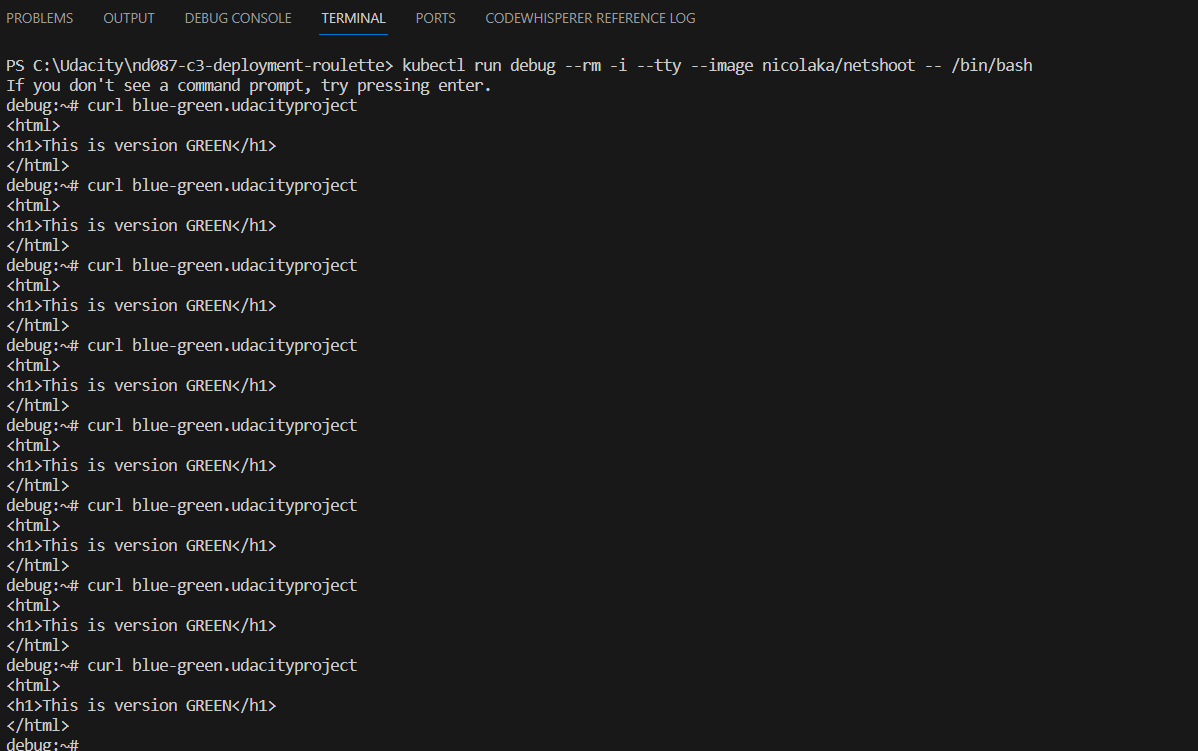 PROBLEMS OUTPUT DEBUG CONSOLE TERMINAL PORTS CODEWHISPERER REFERENCE LOG
PS C:\Udacity\nd087-c3-deployment-roulette> kubectl run debug --rm -i --tty --image nicolaka/netshoot -- /bin/bash
If you don't see a command prompt, try pressing enter.
debug:~# curl blue-green.udacityproject
<html>
<h1>This is version GREEN</h1>
</html>
debug:~# curl blue-green.udacityproject
<html>
<h1>This is version GREEN</h1>
</html>
debug:~# curl blue-green.udacityproject
<html>
<h1>This is version GREEN</h1>
</html>
debug:~# curl blue-green.udacityproject
<html>
<h1>This is version GREEN</h1>
</html>
debug:~# curl blue-green.udacityproject
<html>
<h1>This is version GREEN</h1>
</html>
debug:~# curl blue-green.udacityproject
<html>
<h1>This is version GREEN</h1>
</html>
debug:~# curl blue-green.udacityproject
<html>
<h1>This is version GREEN</h1>
</html>
debug:~# curl blue-green.udacityproject
<html>
<h1>This is version GREEN</h1>
</html>
debug:~#